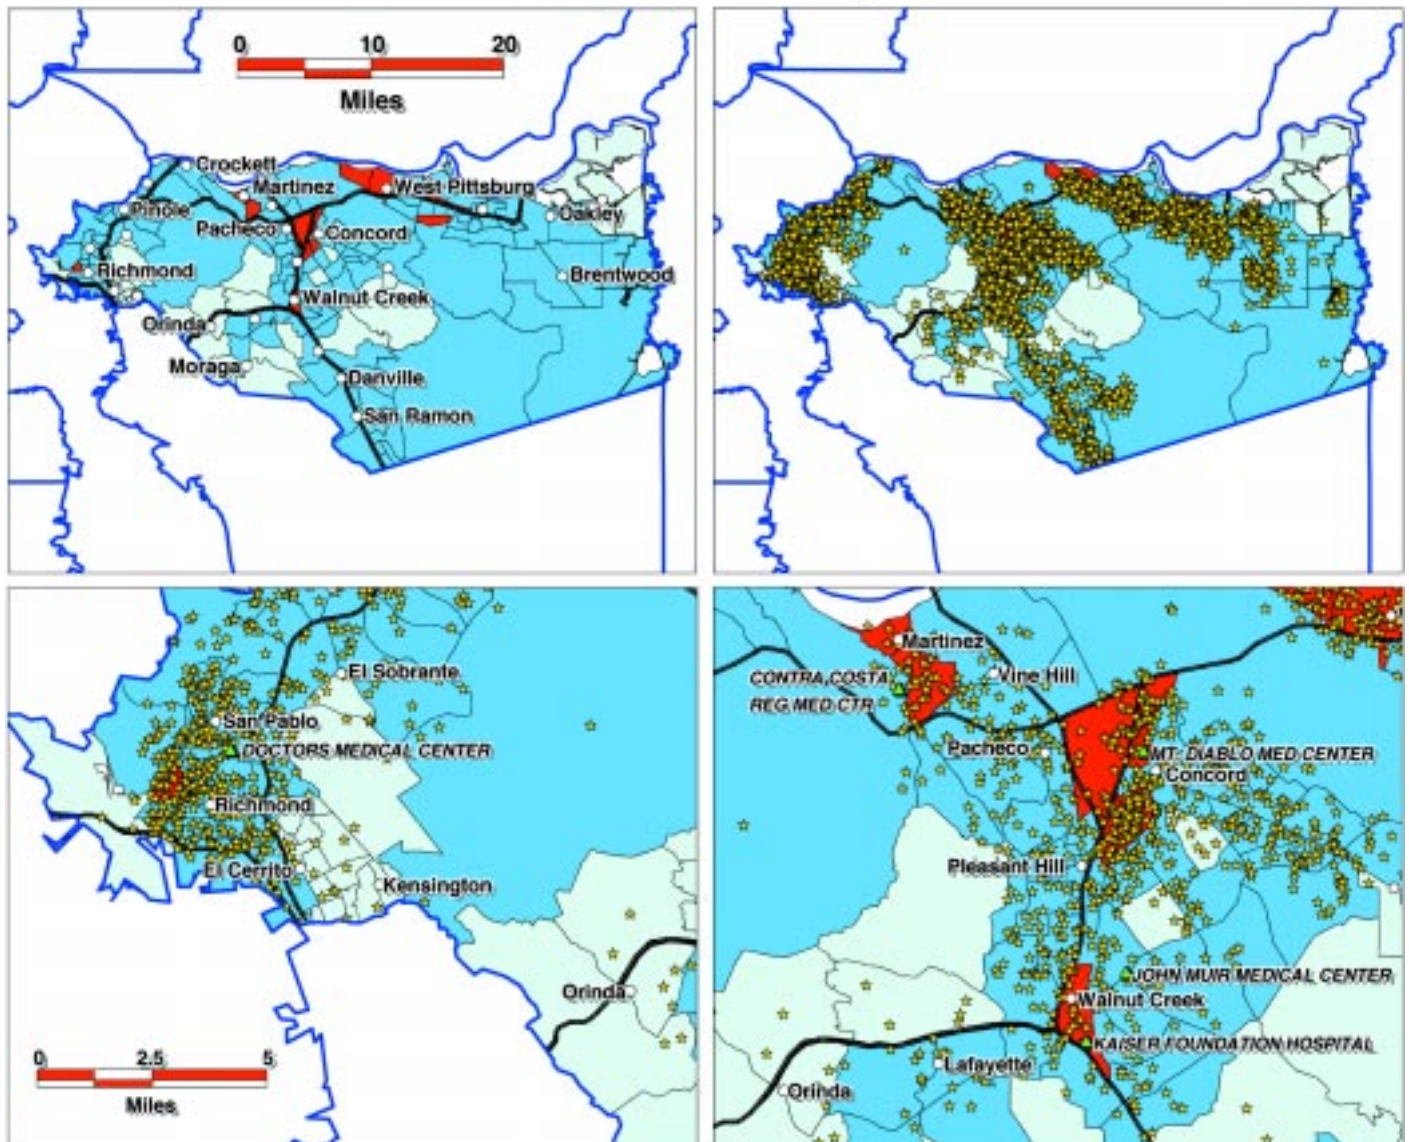 0 10 20
Miles
Crockett
Martinez
West Pittsburg
Pinole
Pacheco
Concord
Oakley
Richmond
Brentwood
Walnut Creek
Orinda
Moraga
Danville
San Ramon
El Sobrante
San Pablo
DOCTORS MEDICAL CENTER
Richmond
El Cerrito
Kensington
Orinda
0 2.5 5
Miles
Martinez
CONTRA COSTA
REG MED CTR
Vine Hill
Pacheco
MT. DIABLO MED CENTER
Concord
Pleasant Hill
JOHN MUIR MEDICAL CENTER
Walnut Creek
KAISER FOUNDATION HOSPITAL
Lafayette
Orinda